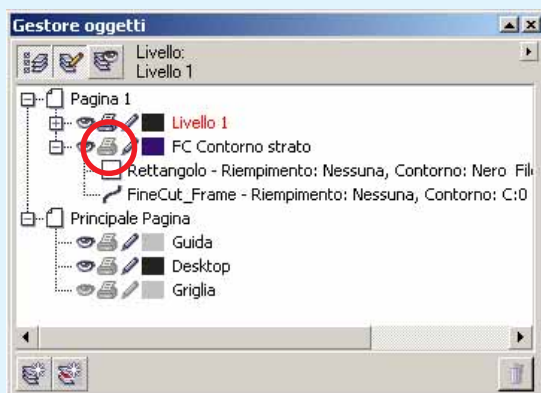 Gestore oggetti
Livello:
Livello 1
Pagina 1
Livello 1
FC Contorno strato
Rettangolo - Riempimento: Nessuna, Contorno: Nero
FineCut_Frame - Riempimento: Nessuna, Contorno: C:0
Principale Pagina
Guida
Desktop
Griglia